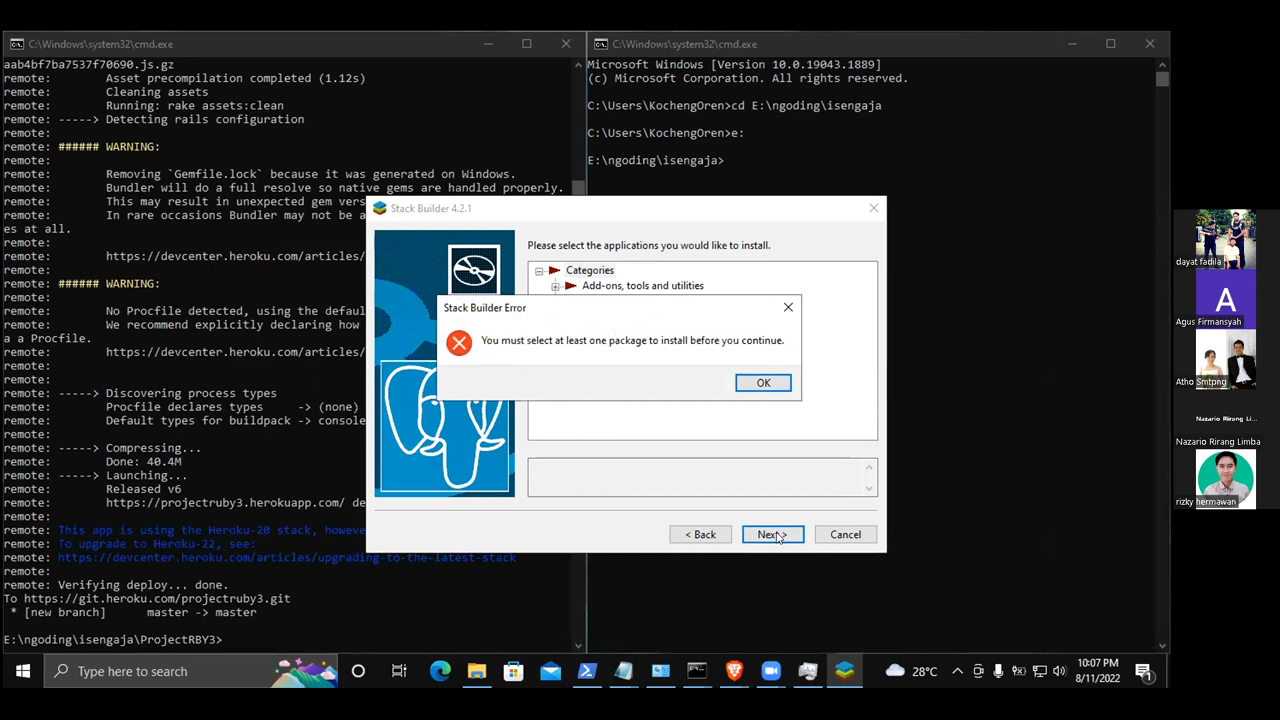 C:\Windows\system32\cmd.exe
aab4bf7ba7537f70690.js.gz
remote:        Asset precompilation completed (1.12s)
remote:        Cleaning assets
remote:        Running: rake assets:clean
remote: -----> Detecting rails configuration
remote:
remote: ###### WARNING:
remote:
remote:        Removing `Gemfile.lock` because it was generated on Windows.
remote:        Bundler will do a full resolve so native gems are handled properly.
remote:        This may result in unexpected gem vers
remote:        In rare occasions Bundler may not be a
es at all.
remote:
remote:        https://devcenter.heroku.com/articles/
remote:
remote: ###### WARNING:
remote:
remote:        No Procfile detected, using the defaul
remote:        We recommend explicitly declaring how
a a Procfile.
remote:        https://devcenter.heroku.com/articles/
remote:
remote:
remote: -----> Discovering process types
remote:        Procfile declares types     -> (none)
remote:        Default types for buildpack -> console
remote:
remote: -----> Compressing...
remote:        Done: 40.4M
remote: -----> Launching...
remote:        Released v6
remote:        https://projectruby3.herokuapp.com/ de
remote:
remote: This app is using the Heroku-20 stack, howeve
remote: To upgrade to Heroku-22, see:
remote: https://devcenter.heroku.com/articles/upgrading-to-the-latest-stack
remote:
remote: Verifying deploy... done.
To https://git.heroku.com/projectruby3.git
 * [new branch]      master -> master
E:\ngoding\isengaja\ProjectRBY3>
C:\Windows\system32\cmd.exe
Microsoft Windows [Version 10.0.19043.1889]
(c) Microsoft Corporation. All rights reserved.
C:\Users\KochengOren>cd E:\ngoding\isengaja
C:\Users\KochengOren>e:
E:\ngoding\isengaja>
Stack Builder 4.2.1
Please select the applications you would like to install.
Categories
Add-ons, tools and utilities
Stack Builder Error
You must select at least one package to install before you continue.
OK
< Back
Next >
Cancel
dayat fadila
A
Agus Firmansyah
Atho Smtpng
Nazario Rirang L...
Nazario Rirang Limba
rizky hermawan
Type here to search
28°C
10:07 PM
8/11/2022
1